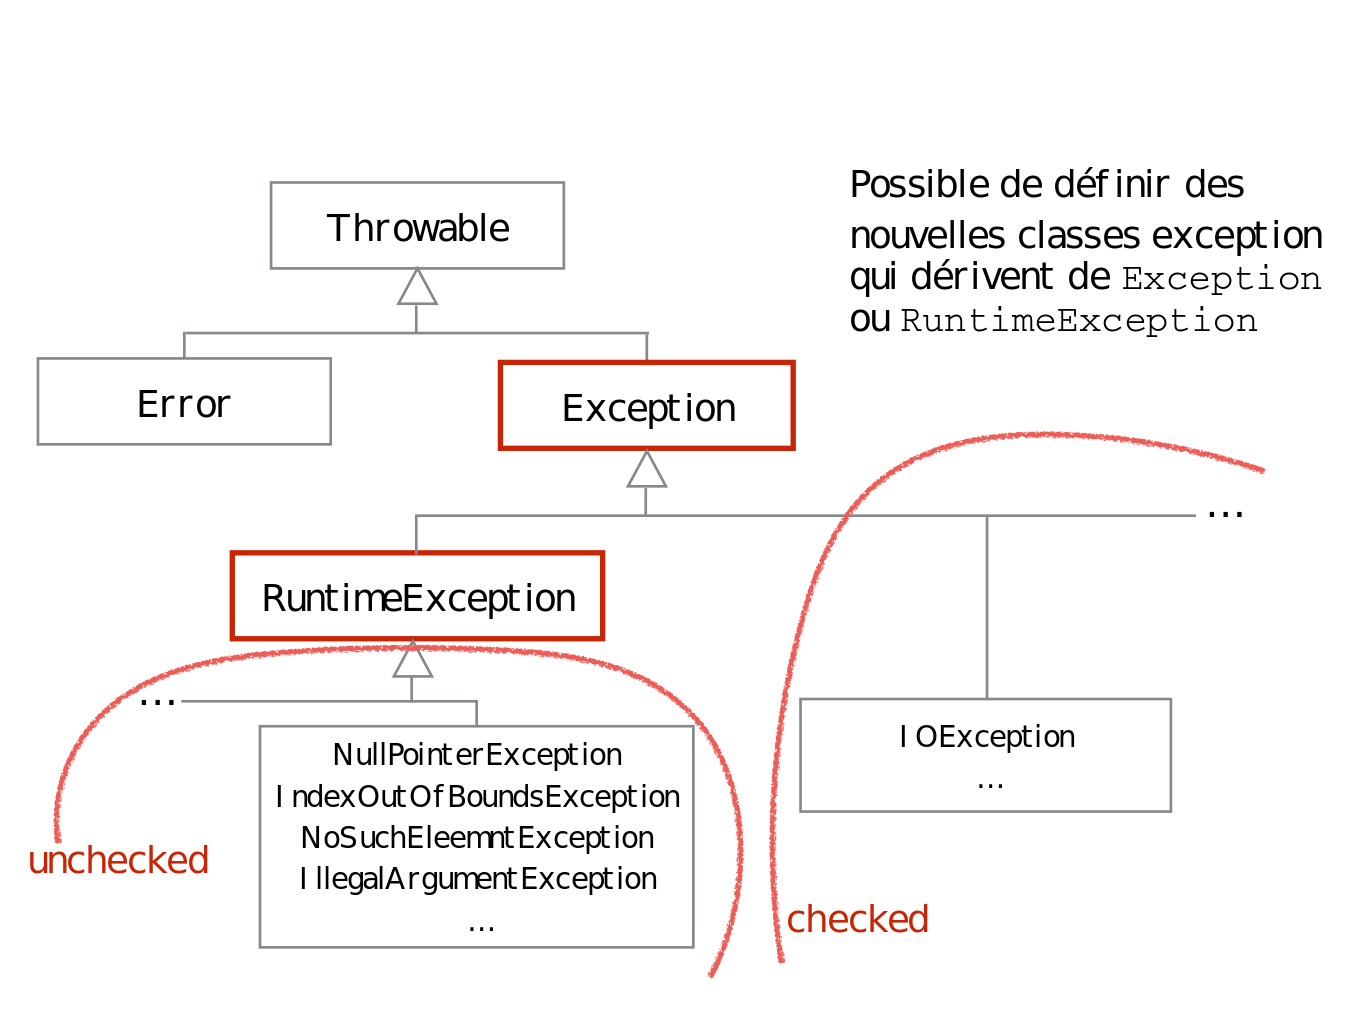 Possible de définir des
nouvelles classes exception
qui dérivent de Exception
ou RuntimeException
Throwable
Error
Exception
...
RuntimeException
...
NullPointerException
IndexOutOfBoundsException
NoSuchEleemntException
IllegalArgumentException
...
IOException
...
unchecked
checked